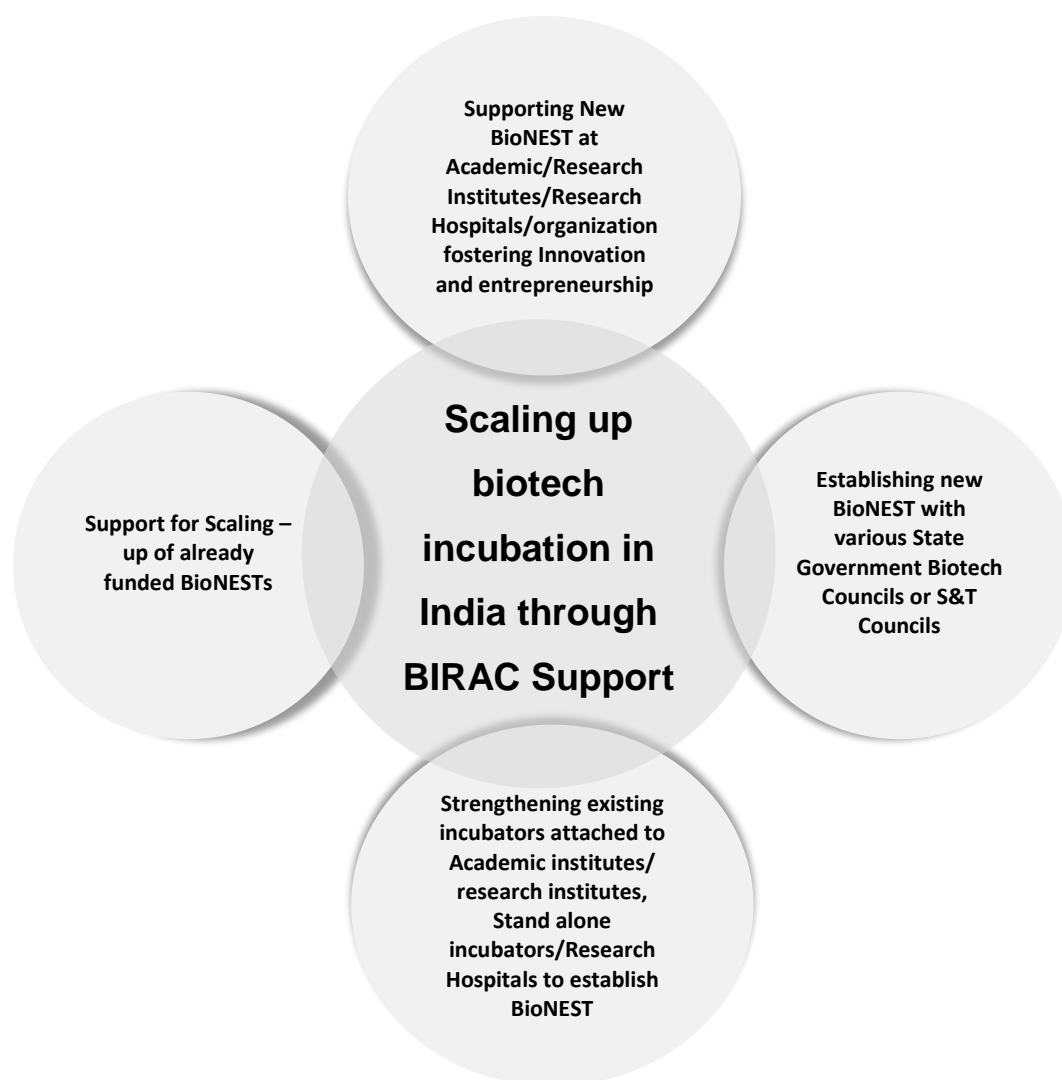 Supporting New
BioNEST at
Academic/Research
Institutes/Research
Hospitals/organization
fostering Innovation
and entrepreneurship
Scaling up
biotech
incubation in
India through
BIRAC Support
Support for Scaling –
up of already
funded BioNESTs
Establishing new
BioNEST with
various State
Government Biotech
Councils or S&T
Councils
Strengthening existing
incubators attached to
Academic institutes/
research institutes,
Stand alone
incubators/Research
Hospitals to establish
BioNEST